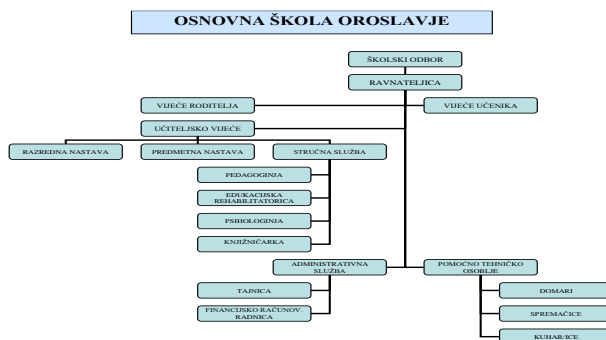 OSNOVNA ŠKOLA OROSLAVJE
ŠKOLSKI ODBOR
RAVNATELJICA
VIJEĆE RODITELJA
VIJEĆE UČENIKA
UČITELJSKO VIJEĆE
RAZREDNA NASTAVA
PREDMETNA NASTAVA
STRUČNA SLUŽBA
PEDAGOGINJA
EDUKACIJSKA
REHABILITATORICA
PSIHOLOGINJA
KNJIŽNIČARKA
ADMINISTRATIVNA
SLUŽBA
POMOĆNO TEHNIČKO
OSOBLJE
TAJNICA
FINANCIJSKO RAČUNOV.
RADNICA
DOMARI
SPREMAČICE
KUHAR/ICE